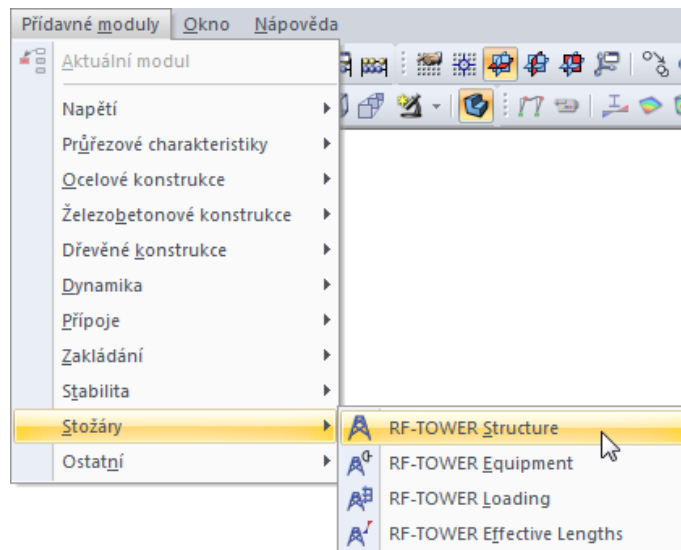 Přídavné moduly Okno Nápověda
Aktuální modul
Napětí
Průřezové charakteristiky
Ocelové konstrukce
Železobetonové konstrukce
Dřevěné konstrukce
Dynamika
Přípoje
Zakládání
Stabilita
Stožáry
RF-TOWER Structure
Ostatní
RF-TOWER Equipment
RF-TOWER Loading
RF-TOWER Effective Lengths